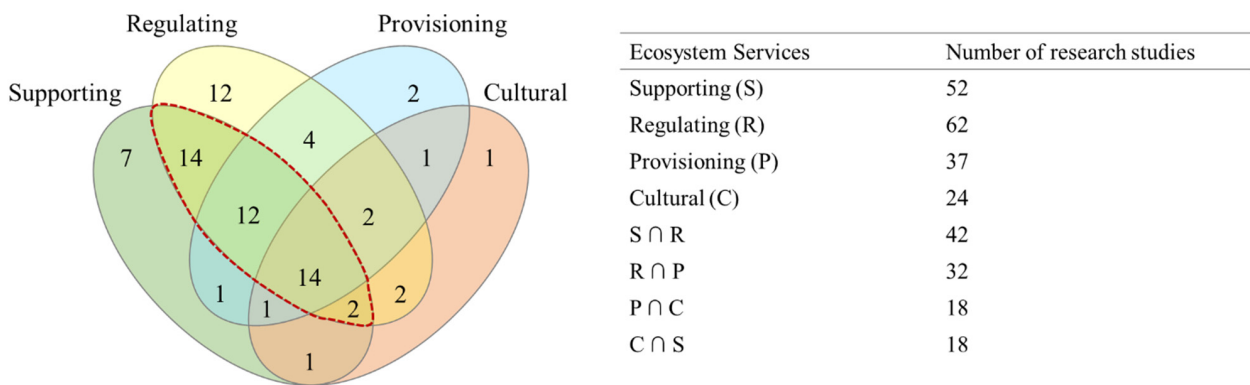 Regulating
Provisioning
Supporting
Cultural
12
2
7
14
4
1
1
12
2
14
1
1
2
2
1
Ecosystem Services Number of research studies
Supporting (S) 52
Regulating (R) 62
Provisioning (P) 37
Cultural (C) 24
S ∩ R 42
R ∩ P 32
P ∩ C 18
C ∩ S 18